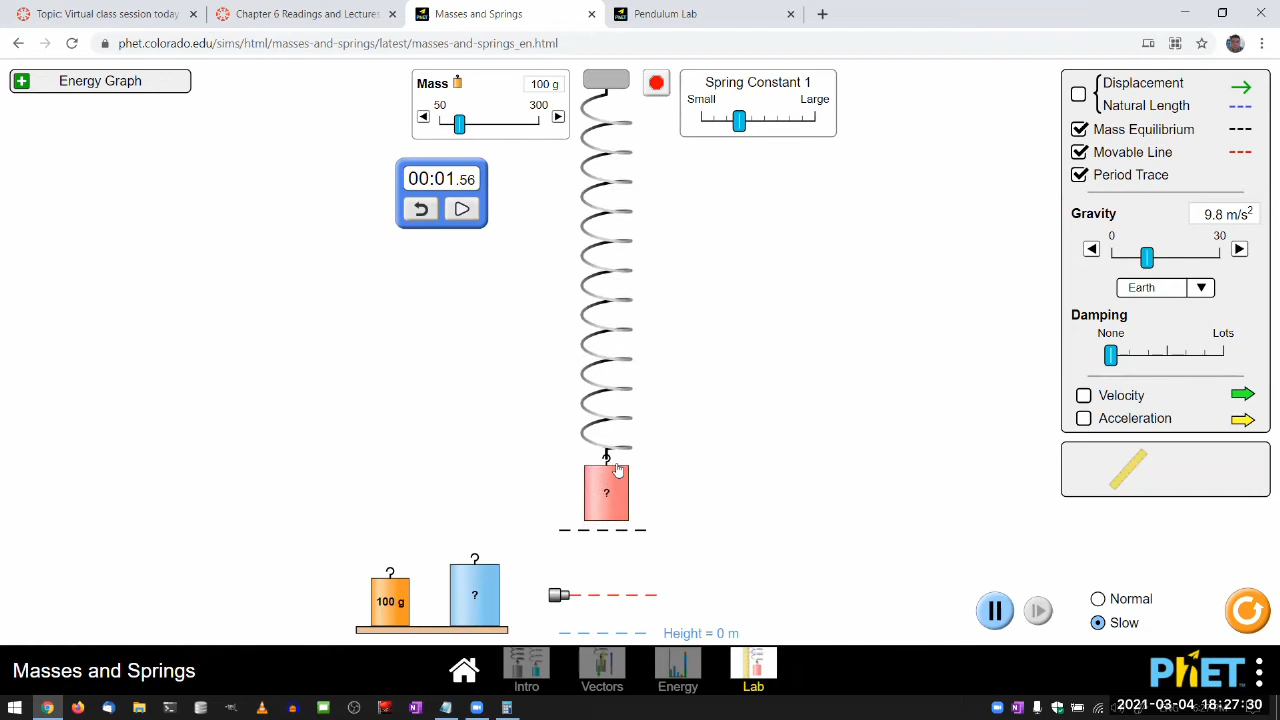 Topic: Virtual class session today
Chapter 5 Readings and Lectures
Masses and Springs
Pendulum Lab
phet.colorado.edu/sims/html/masses-and-springs/latest/masses-and-springs_en.html
Energy Graph
Mass 100 g
50 300
Spring Constant 1
Small Large
00:01.56
Displacement
Natural Length
Mass Equilibrium
Movable Line
Period Trace
Gravity 9.8 m/s²
0 30
Earth
Damping
None Lots
Velocity
Acceleration
?
100 g
?
Height = 0 m
Normal
Slow
Masses and Springs
Intro
Vectors
Energy
Lab
PhET
2021-03-04 18:27:30